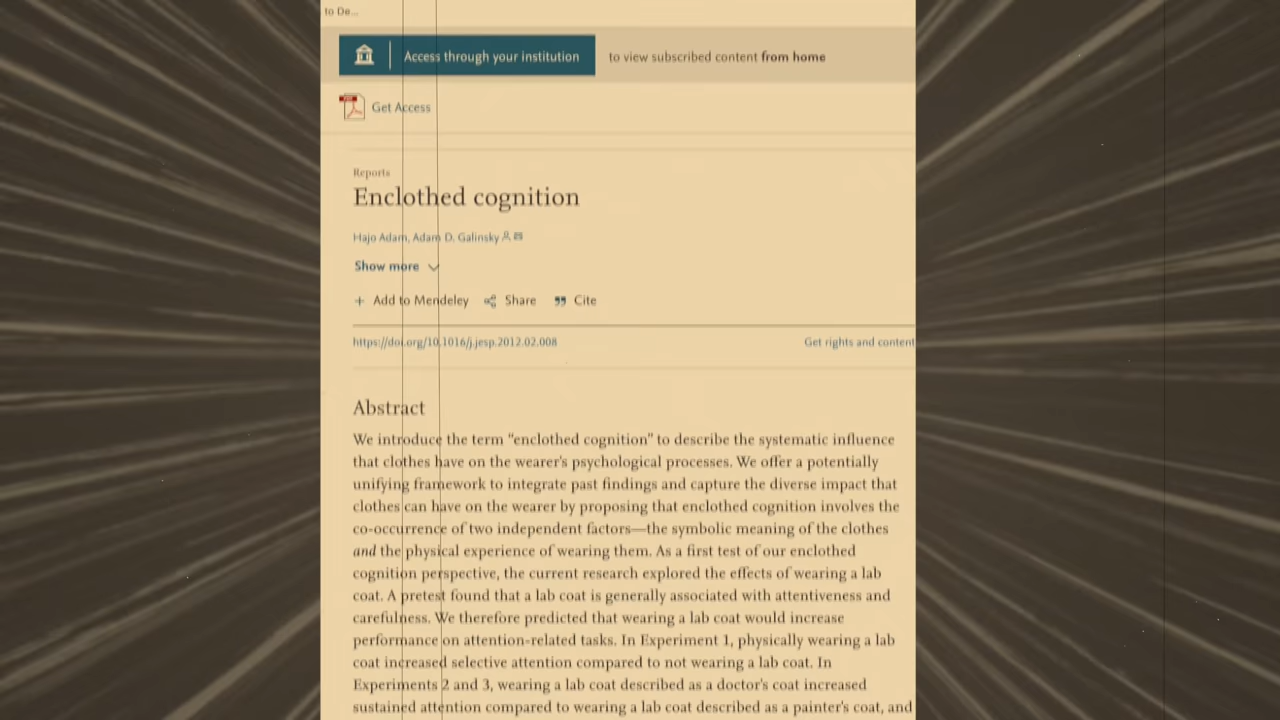 to De...
Access through your institution to view subscribed content from home
Get Access
Reports
Enclothed cognition
Hajo Adam, Adam D. Galinsky
Show more
+ Add to Mendeley Share Cite
https://doi.org/10.1016/j.jesp.2012.02.008 Get rights and content
Abstract
We introduce the term "enclothed cognition" to describe the systematic influence
that clothes have on the wearer's psychological processes. We offer a potentially
unifying framework to integrate past findings and capture the diverse impact that
clothes can have on the wearer by proposing that enclothed cognition involves the
co-occurrence of two independent factors—the symbolic meaning of the clothes
and the physical experience of wearing them. As a first test of our enclothed
cognition perspective, the current research explored the effects of wearing a lab
coat. A pretest found that a lab coat is generally associated with attentiveness and
carefulness. We therefore predicted that wearing a lab coat would increase
performance on attention-related tasks. In Experiment 1, physically wearing a lab
coat increased selective attention compared to not wearing a lab coat. In
Experiments 2 and 3, wearing a lab coat described as a doctor's coat increased
sustained attention compared to wearing a lab coat described as a painter's coat, and